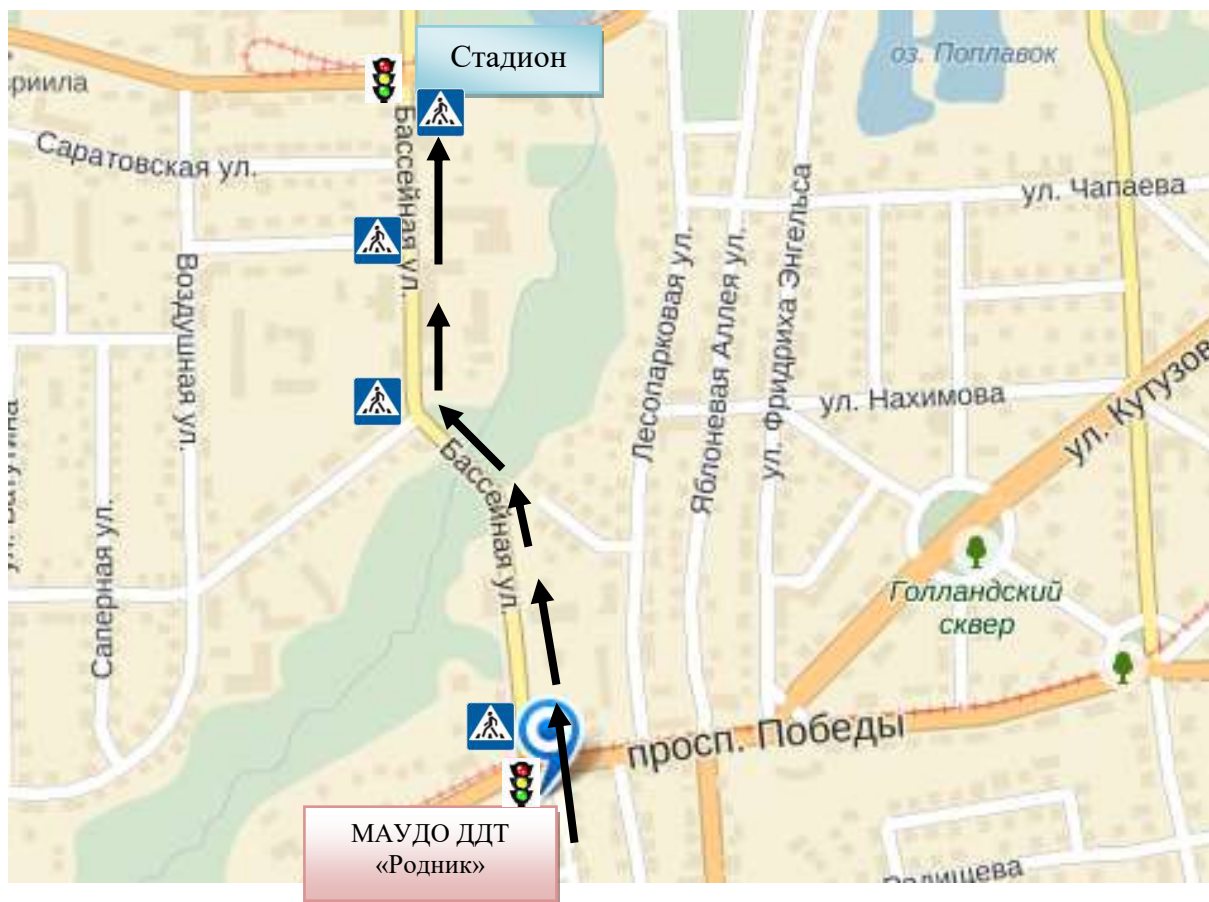 Стадион
оз. Поплавок
Саратовская ул.
Бассейная ул.
ул. Чапаева
Воздушная ул.
Лесопарковая ул.
Яблоневая Аллея ул.
ул. Фридриха Энгельса
ул. Нахимова
ул. Кутузов
Бассейная ул.
Саперная ул.
Голландский
сквер
просп. Победы
МАУДО ДДТ
«Родник»